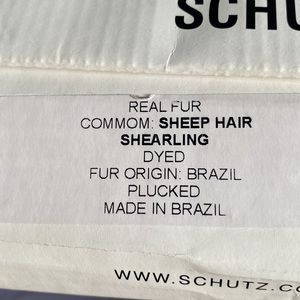 SCHU
REAL FUR
COMMOM: SHEEP HAIR
SHEARLING
DYED
FUR ORIGIN: BRAZIL
PLUCKED
MADE IN BRAZIL
WWW.SCHUTZ.co